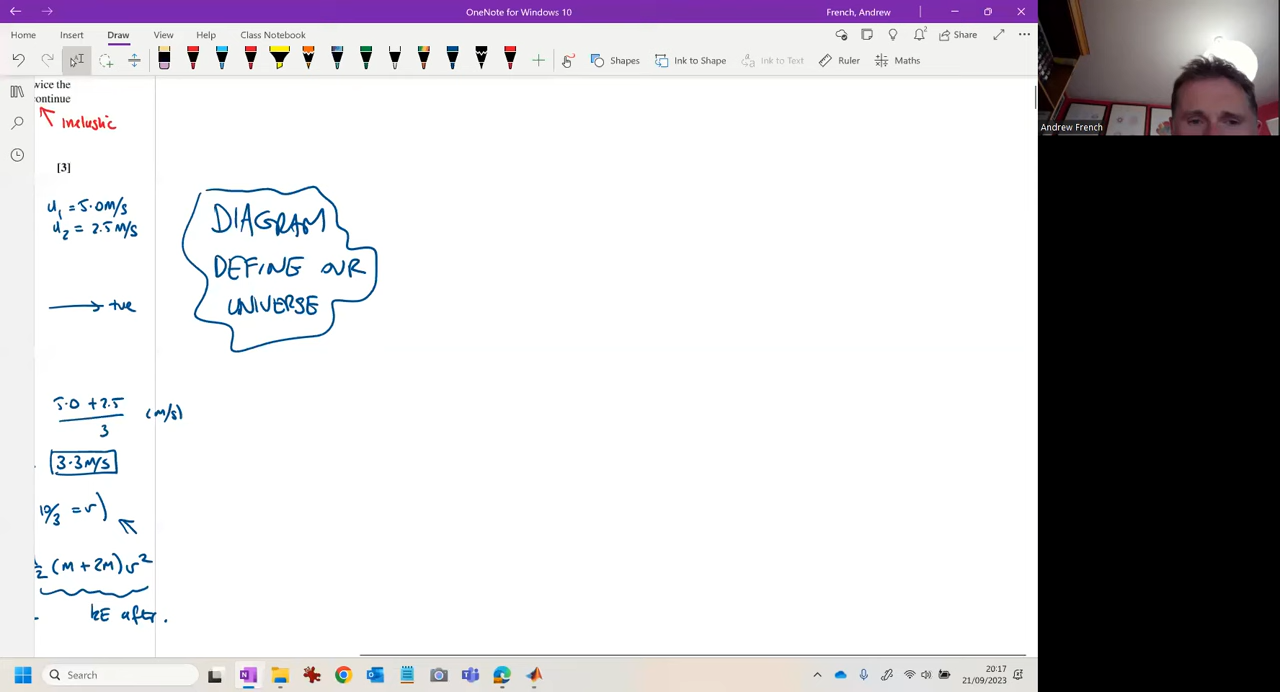 OneNote for Windows 10
French, Andrew
Home
Insert
Draw
View
Help
Class Notebook
Share
Shapes
Ink to Shape
Ink to Text
Ruler
Maths
Andrew French
wice the
continue
Inelastic
[3]
u₁ = 5.0 m/s
u₂ = 2.5 m/s
+ve
DIAGRAM
DEFINE OUR
UNIVERSE
5.0 + 2.5
3
(m/s)
3.3 m/s
10/3 = v)
½ (M + 2M) v²
KE after.
Search
20:17
21/09/2023